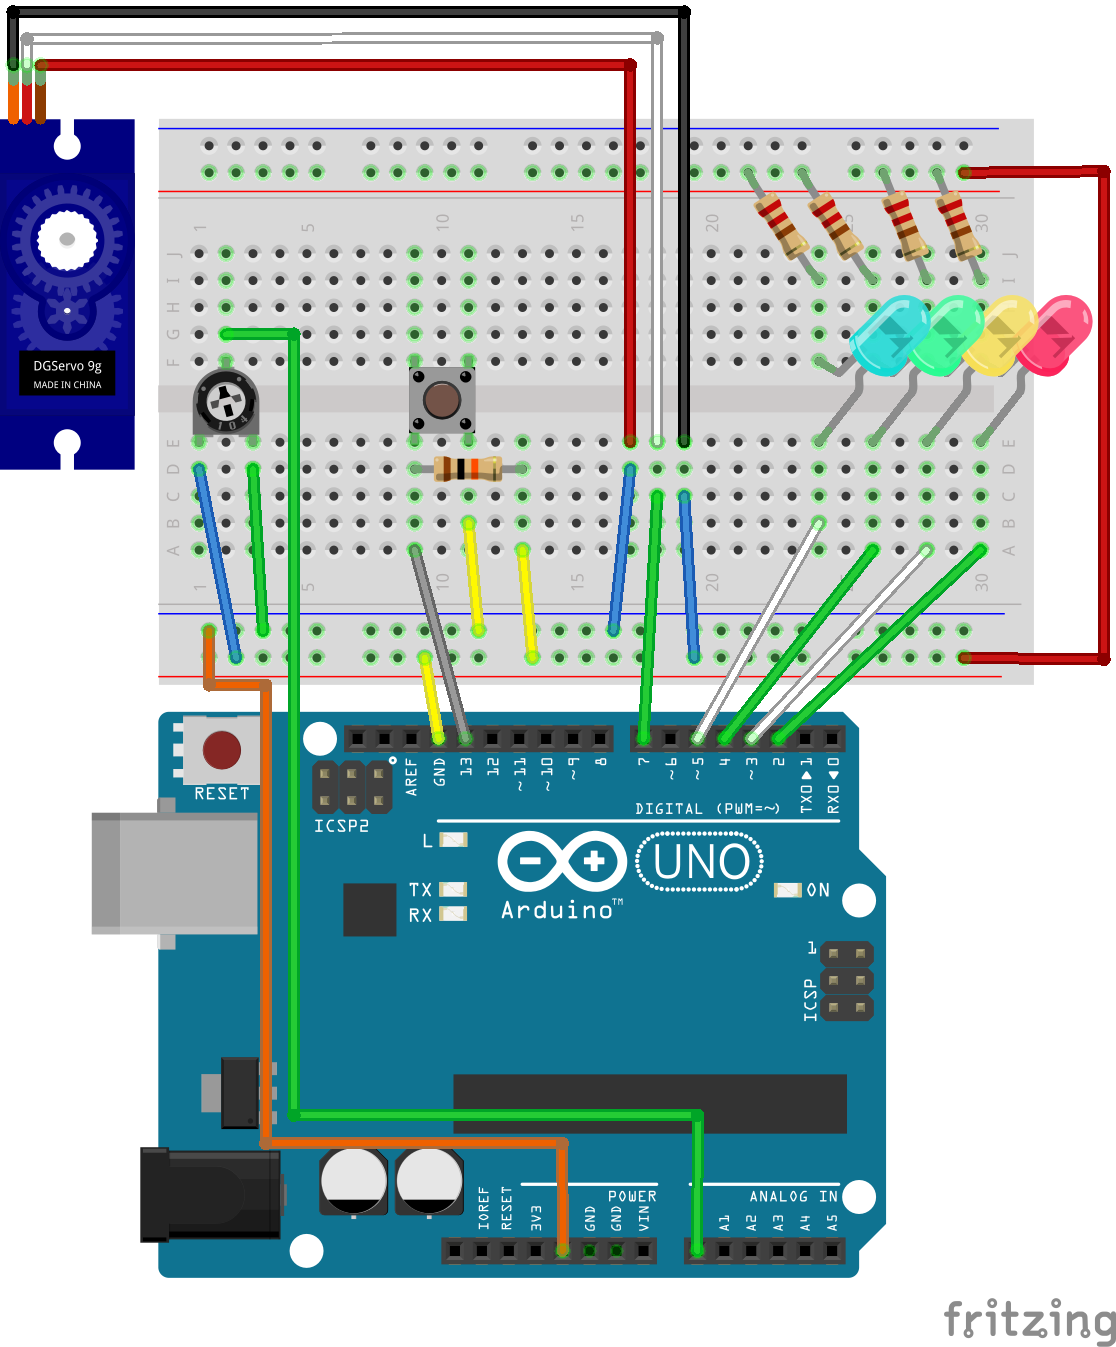 DGServo 9g
MADE IN CHINA
1
5
10
15
20
25
30
J
I
H
G
F
J
I
H
G
F
104
E
D
C
B
A
E
D
C
B
A
1
5
10
15
20
25
30
RESET
ICSP2
AREF
GND
13
12
~11
~10
~9
8
7
~6
~5
4
~3
2
TX0▶1
RX0◀0
DIGITAL (PWM=~)
L
TX
RX
UNO
Arduino™
ON
1
ICSP
IOREF
RESET
3V3
GND
GND
VIN
POWER
ANALOG IN
A1
A2
A3
A4
A5
fritzing